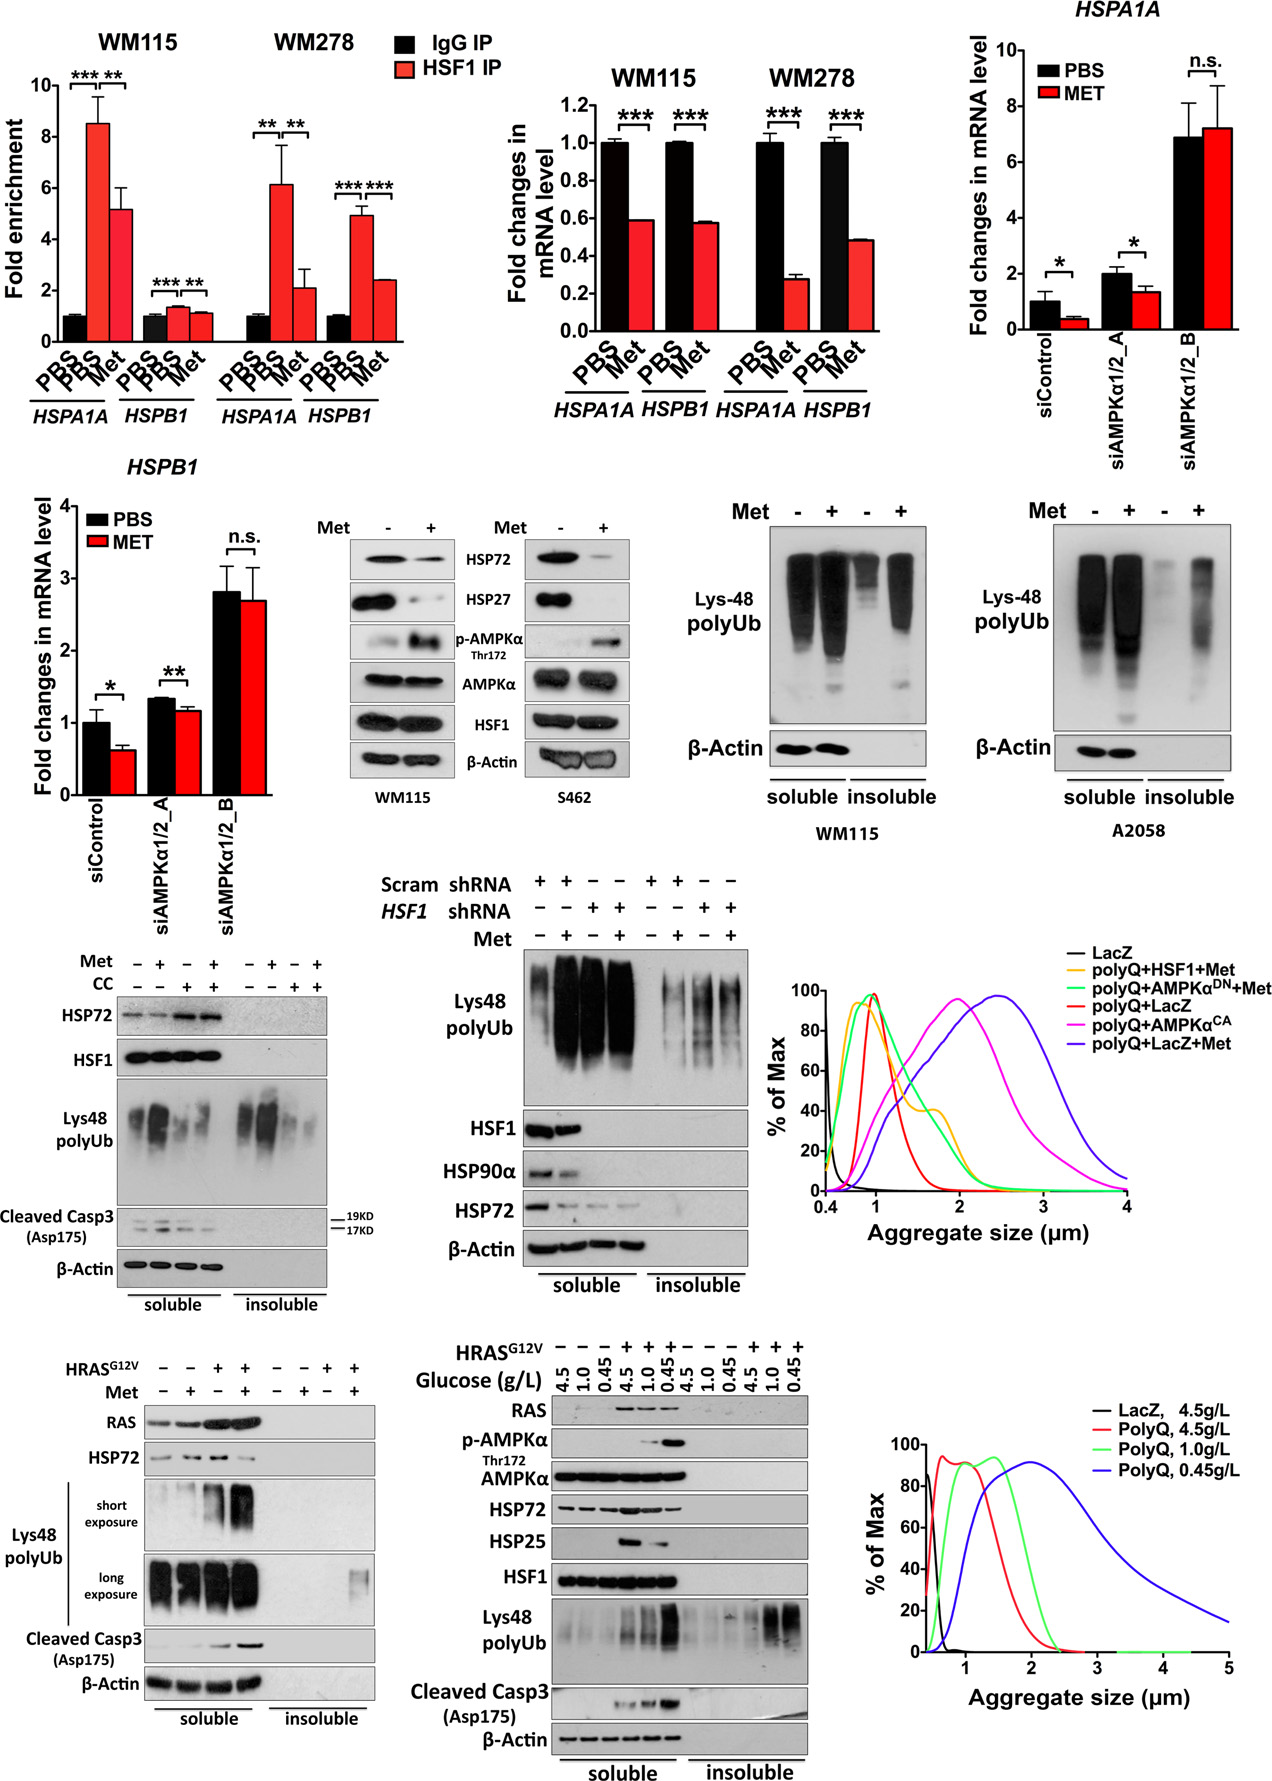 WM115 WM278
IgG IP
HSF1 IP
*** ** ** **
*** ** *** ***
Fold enrichment
10
8
6
4
2
0
PBS PBS Met PBS PBS Met PBS PBS Met PBS PBS Met
HSPA1A HSPB1 HSPA1A HSPB1
WM115 WM278
*** *** *** ***
Fold changes in
mRNA level
1.2
1.0
0.8
0.6
0.4
0.2
0.0
PBS Met PBS Met PBS Met PBS Met
HSPA1A HSPB1 HSPA1A HSPB1
HSPA1A
PBS
MET
n.s.
* *
Fold changes in mRNA level
10
8
6
4
2
0
siControl
siAMPKα1/2_A
siAMPKα1/2_B
HSPB1
PBS
MET
n.s.
* **
Fold changes in mRNA level
4
3
2
1
0
siControl
siAMPKα1/2_A
siAMPKα1/2_B
Met - + Met - +
HSP72
HSP27
p-AMPKα
Thr172
AMPKα
HSF1
β-Actin
WM115 S462
Met - + - +
Lys-48
polyUb
β-Actin
soluble insoluble
WM115
Met - + - +
Lys-48
polyUb
β-Actin
soluble insoluble
A2058
Met − + − + − + − +
CC − − + + − − + +
HSP72
HSF1
Lys48
polyUb
Cleaved Casp3
(Asp175)
19KD
17KD
β-Actin
soluble insoluble
Scram shRNA + + − − + + − −
HSF1 shRNA − − + + − − + +
Met − + − + − + − +
Lys48
polyUb
HSF1
HSP90α
HSP72
β-Actin
soluble insoluble
LacZ
polyQ+HSF1+Met
polyQ+AMPKαDN+Met
polyQ+LacZ
polyQ+AMPKαCA
polyQ+LacZ+Met
% of Max
100
80
60
40
20
0
0.4 1 2 3 4
Aggregate size (μm)
HRASG12V − − + + − − + +
Met − + − + − + − +
RAS
HSP72
Lys48
polyUb
short
exposure
long
exposure
Cleaved Casp3
(Asp175)
β-Actin
soluble insoluble
HRASG12V − − − + + + − − − + + +
Glucose (g/L) 4.5 1.0 0.45 4.5 1.0 0.45 4.5 1.0 0.45 4.5 1.0 0.45
RAS
p-AMPKα
Thr172
AMPKα
HSP72
HSP25
HSF1
Lys48
polyUb
Cleaved Casp3
(Asp175)
β-Actin
soluble insoluble
LacZ, 4.5g/L
PolyQ, 4.5g/L
PolyQ, 1.0g/L
PolyQ, 0.45g/L
% of Max
100
80
60
40
20
0
1 2 3 4 5
Aggregate size (μm)